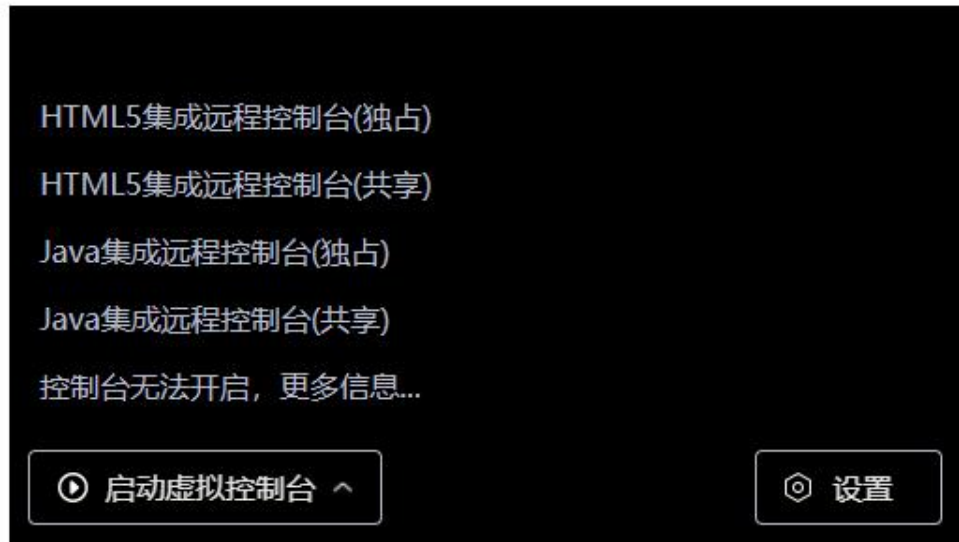 HTML5集成远程控制台(独占)
HTML5集成远程控制台(共享)
Java集成远程控制台(独占)
Java集成远程控制台(共享)
控制台无法开启，更多信息...
启动虚拟控制台
设置